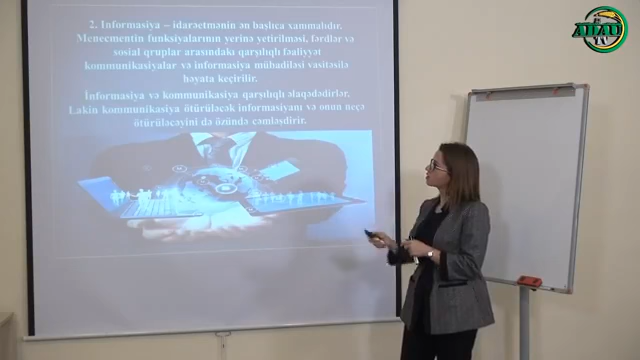 2. Informasiya – idarəetmənin ən başlıca xammalıdır.
Menecmentin funksiyalarının yerinə yetirilməsi, fərdlər və
sosial qruplar arasındakı qarşılıqlı fəaliyyət
kommunikasiyalar və informasiya mübadiləsi vasitəsilə
həyata keçirilir.
İnformasiya və kommunikasiya qarşılıqlı əlaqədədirlər.
Lakin kommunikasiya ötürüləcək informasiyanı və onun necə
ötürüləcəyini də özündə cəmləşdirir.
ADAU
TV